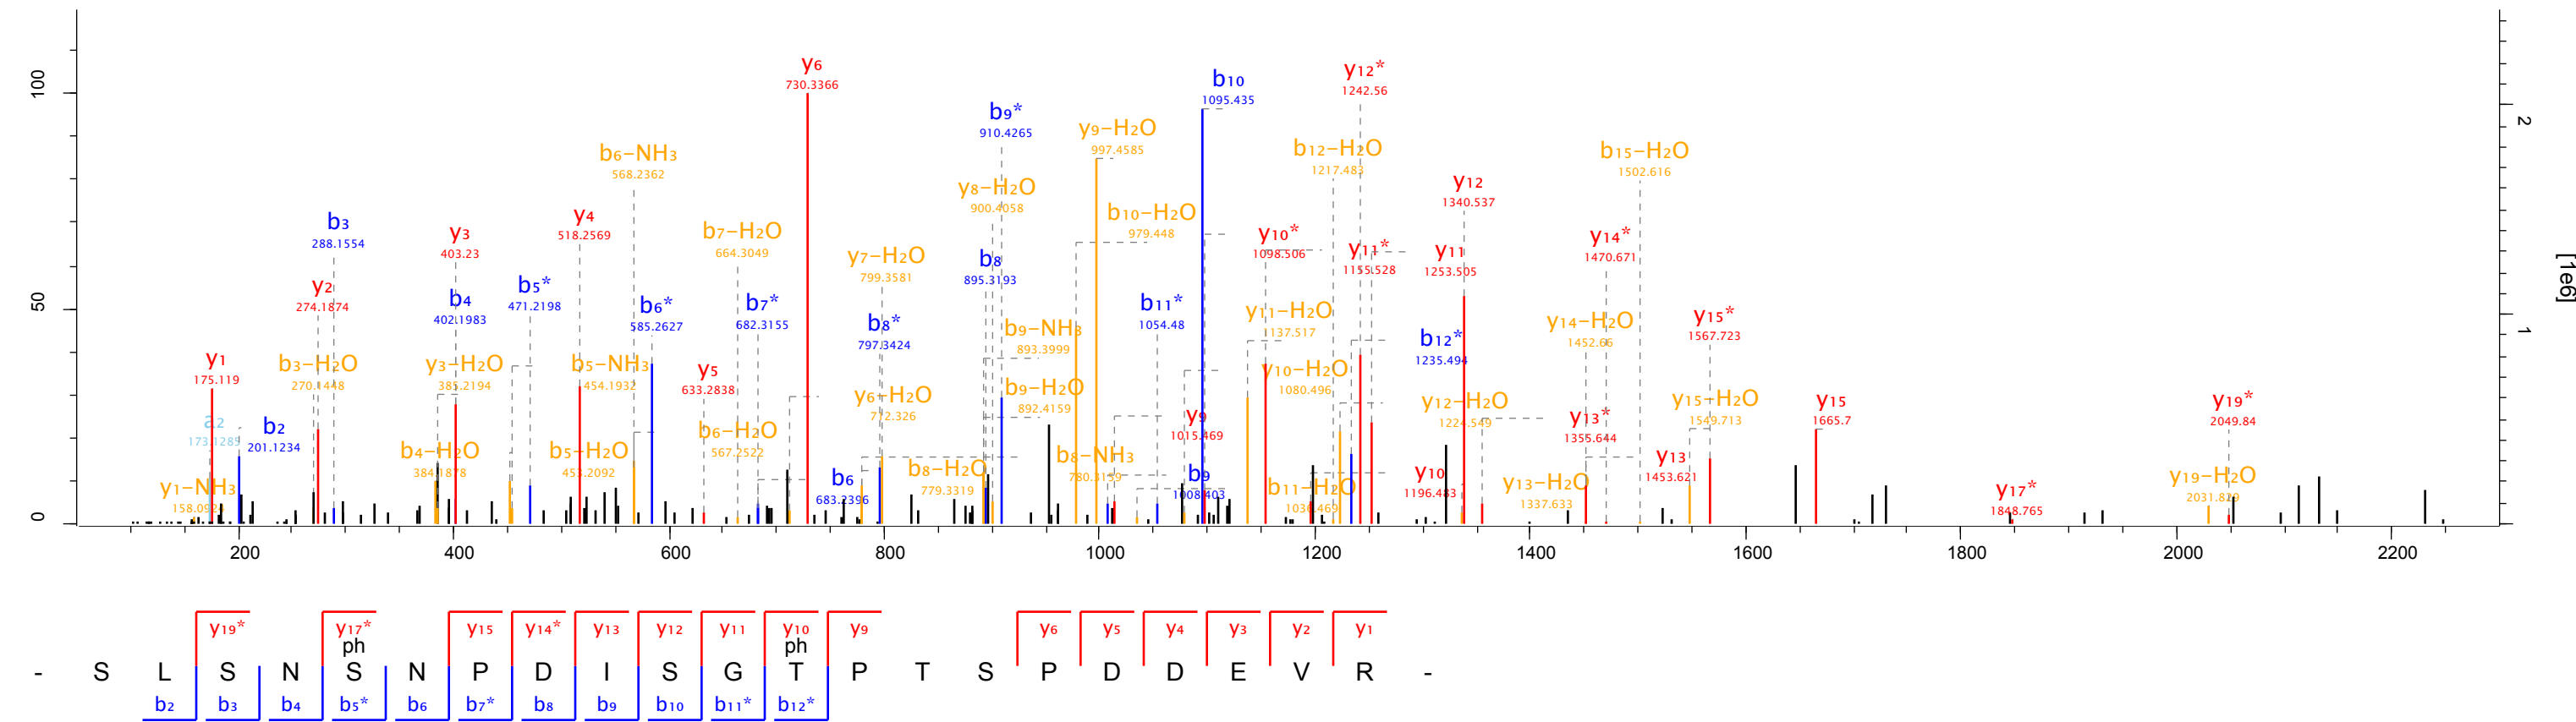 100
50
0
2
1
[1e6]
y6
730.3366
b10
1095.435
y12*
1242.56
b9*
910.4265
y9-H2O
997.4585
b6-NH3
568.2362
b12-H2O
1217.483
b15-H2O
1502.616
y8-H2O
900.4058
y12
1340.537
b3
288.1554
y3
403.23
y4
518.2569
b7-H2O
664.3049
b10-H2O
979.448
y7-H2O
799.3581
b8
895.3193
y10*
1098.506
y11*
1155.528
y11
1253.505
y14*
1470.671
y2
274.1874
b4
402.1983
b5*
471.2198
b6*
585.2627
b7*
682.3155
b8*
797.3424
b9-NH3
893.3999
b11*
1054.48
y11-H2O
1137.517
b12*
1235.494
y14-H2O
1452.66
y15*
1567.723
y1
175.119
b3-H2O
270.1448
y3-H2O
385.2194
b5-NH3
454.1932
y5
633.2838
y6-H2O
712.326
b9-H2O
892.4159
y10-H2O
1080.496
a2
173.1285
b2
201.1234
b4-H2O
384.1878
b5-H2O
453.2092
b6-H2O
567.2522
y9
1015.469
y12-H2O
1224.549
y13*
1355.644
y15-H2O
1549.713
y15
1665.7
y19*
2049.84
y1-NH3
b6
683.2396
b8-H2O
779.3319
b8-NH3
780.3159
b9
1008.403
b11-H2O
1036.469
y10
1196.483
y13-H2O
1337.633
y13
1453.621
y17*
1848.765
y19-H2O
2031.829
200 400 600 800 1000 1200 1400 1600 1800 2000 2200
y19* y17* y15 y14* y13 y12 y11 y10 y9 y6 y5 y4 y3 y2 y1
ph ph
- S L S N S N P D I S G T P T S P D D E V R -
b2 b3 b4 b5* b6 b7* b8 b9 b10 b11* b12*